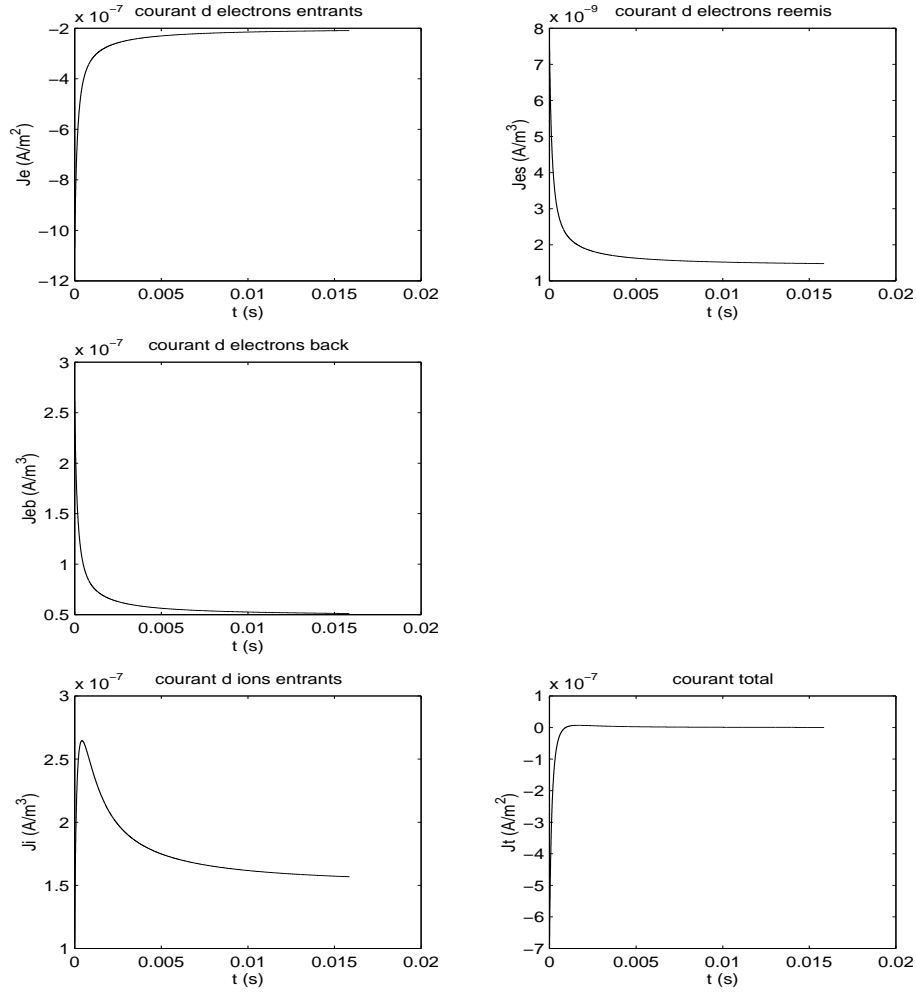 x 10−7
courant d electrons entrants
−2
−4
−6
−8
−10
−12
Je (A/m2)
0
0.005
0.01
0.015
0.02
t (s)
x 10−9
courant d electrons reemis
8
7
6
5
4
3
2
1
Jes (A/m3)
0
0.005
0.01
0.015
0.02
t (s)
x 10−7
courant d electrons back
3
2.5
2
1.5
1
0.5
Jeb (A/m3)
0
0.005
0.01
0.015
0.02
t (s)
x 10−7
courant d ions entrants
3
2.5
2
1.5
1
Ji (A/m3)
0
0.005
0.01
0.015
0.02
t (s)
x 10−7
courant total
1
0
−1
−2
−3
−4
−5
−6
−7
Jt (A/m2)
0
0.005
0.01
0.015
0.02
t (s)